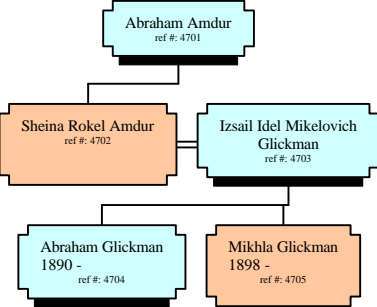 Abraham Amdur
ref #: 4701
Sheina Rokel Amdur
ref #: 4702
Izsail Idel Mikelovich
Glickman
ref #: 4703
Abraham Glickman
1890 -
ref #: 4704
Mikhla Glickman
1898 -
ref #: 4705